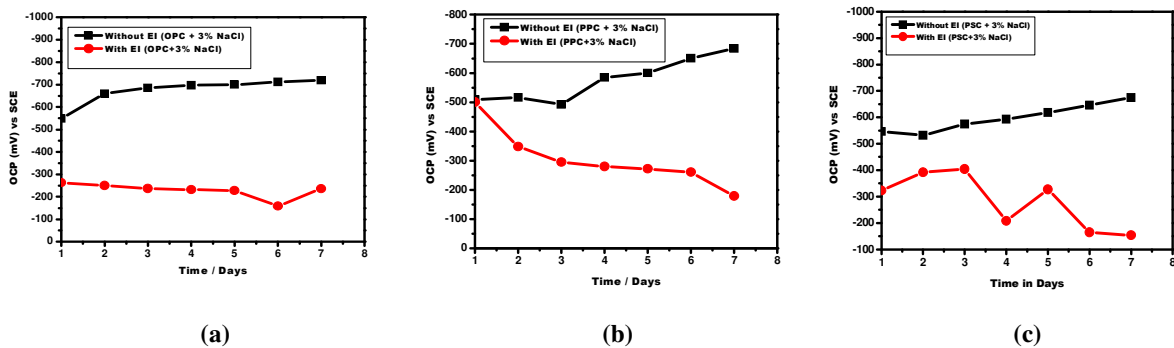 -1000
-900
-800
-700
-600
-500
-400
-300
-200
-100
0
OCP (mV) vs SCE
Without EI (OPC + 3% NaCl)
With EI (OPC+3% NaCl)
1 2 3 4 5 6 7 8
Time / Days
(a)
-800
-700
-600
-500
-400
-300
-200
-100
0
OCP (mV) vs SCE
Without EI (PPC + 3% NaCl)
With EI (PPC+3% NaCl)
1 2 3 4 5 6 7 8
Time / Days
(b)
-1000
-900
-800
-700
-600
-500
-400
-300
-200
-100
OCP (mV) vs SCE
Without EI (PSC + 3% NaCl)
With EI (PSC+3% NaCl)
1 2 3 4 5 6 7 8
Time in Days
(c)